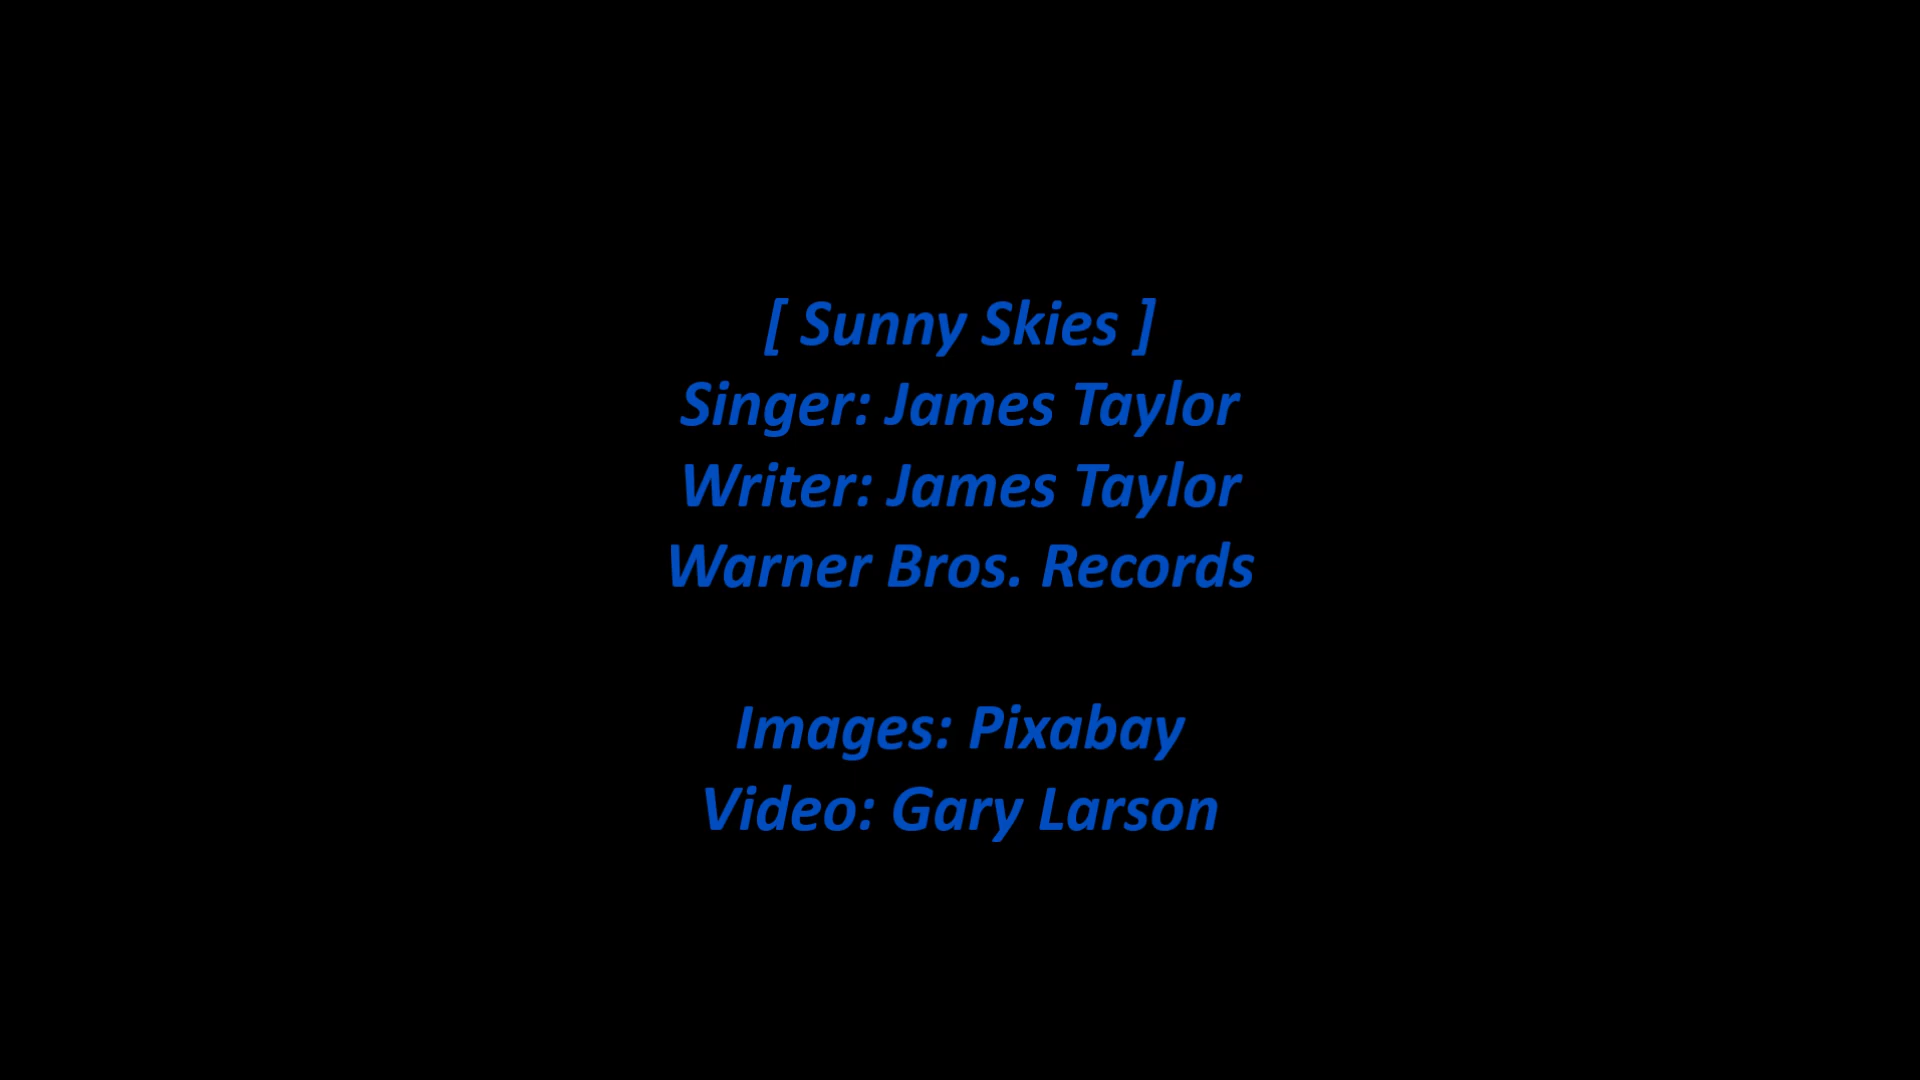 [ Sunny Skies ]
Singer: James Taylor
Writer: James Taylor
Warner Bros. Records
Images: Pixabay
Video: Gary Larson